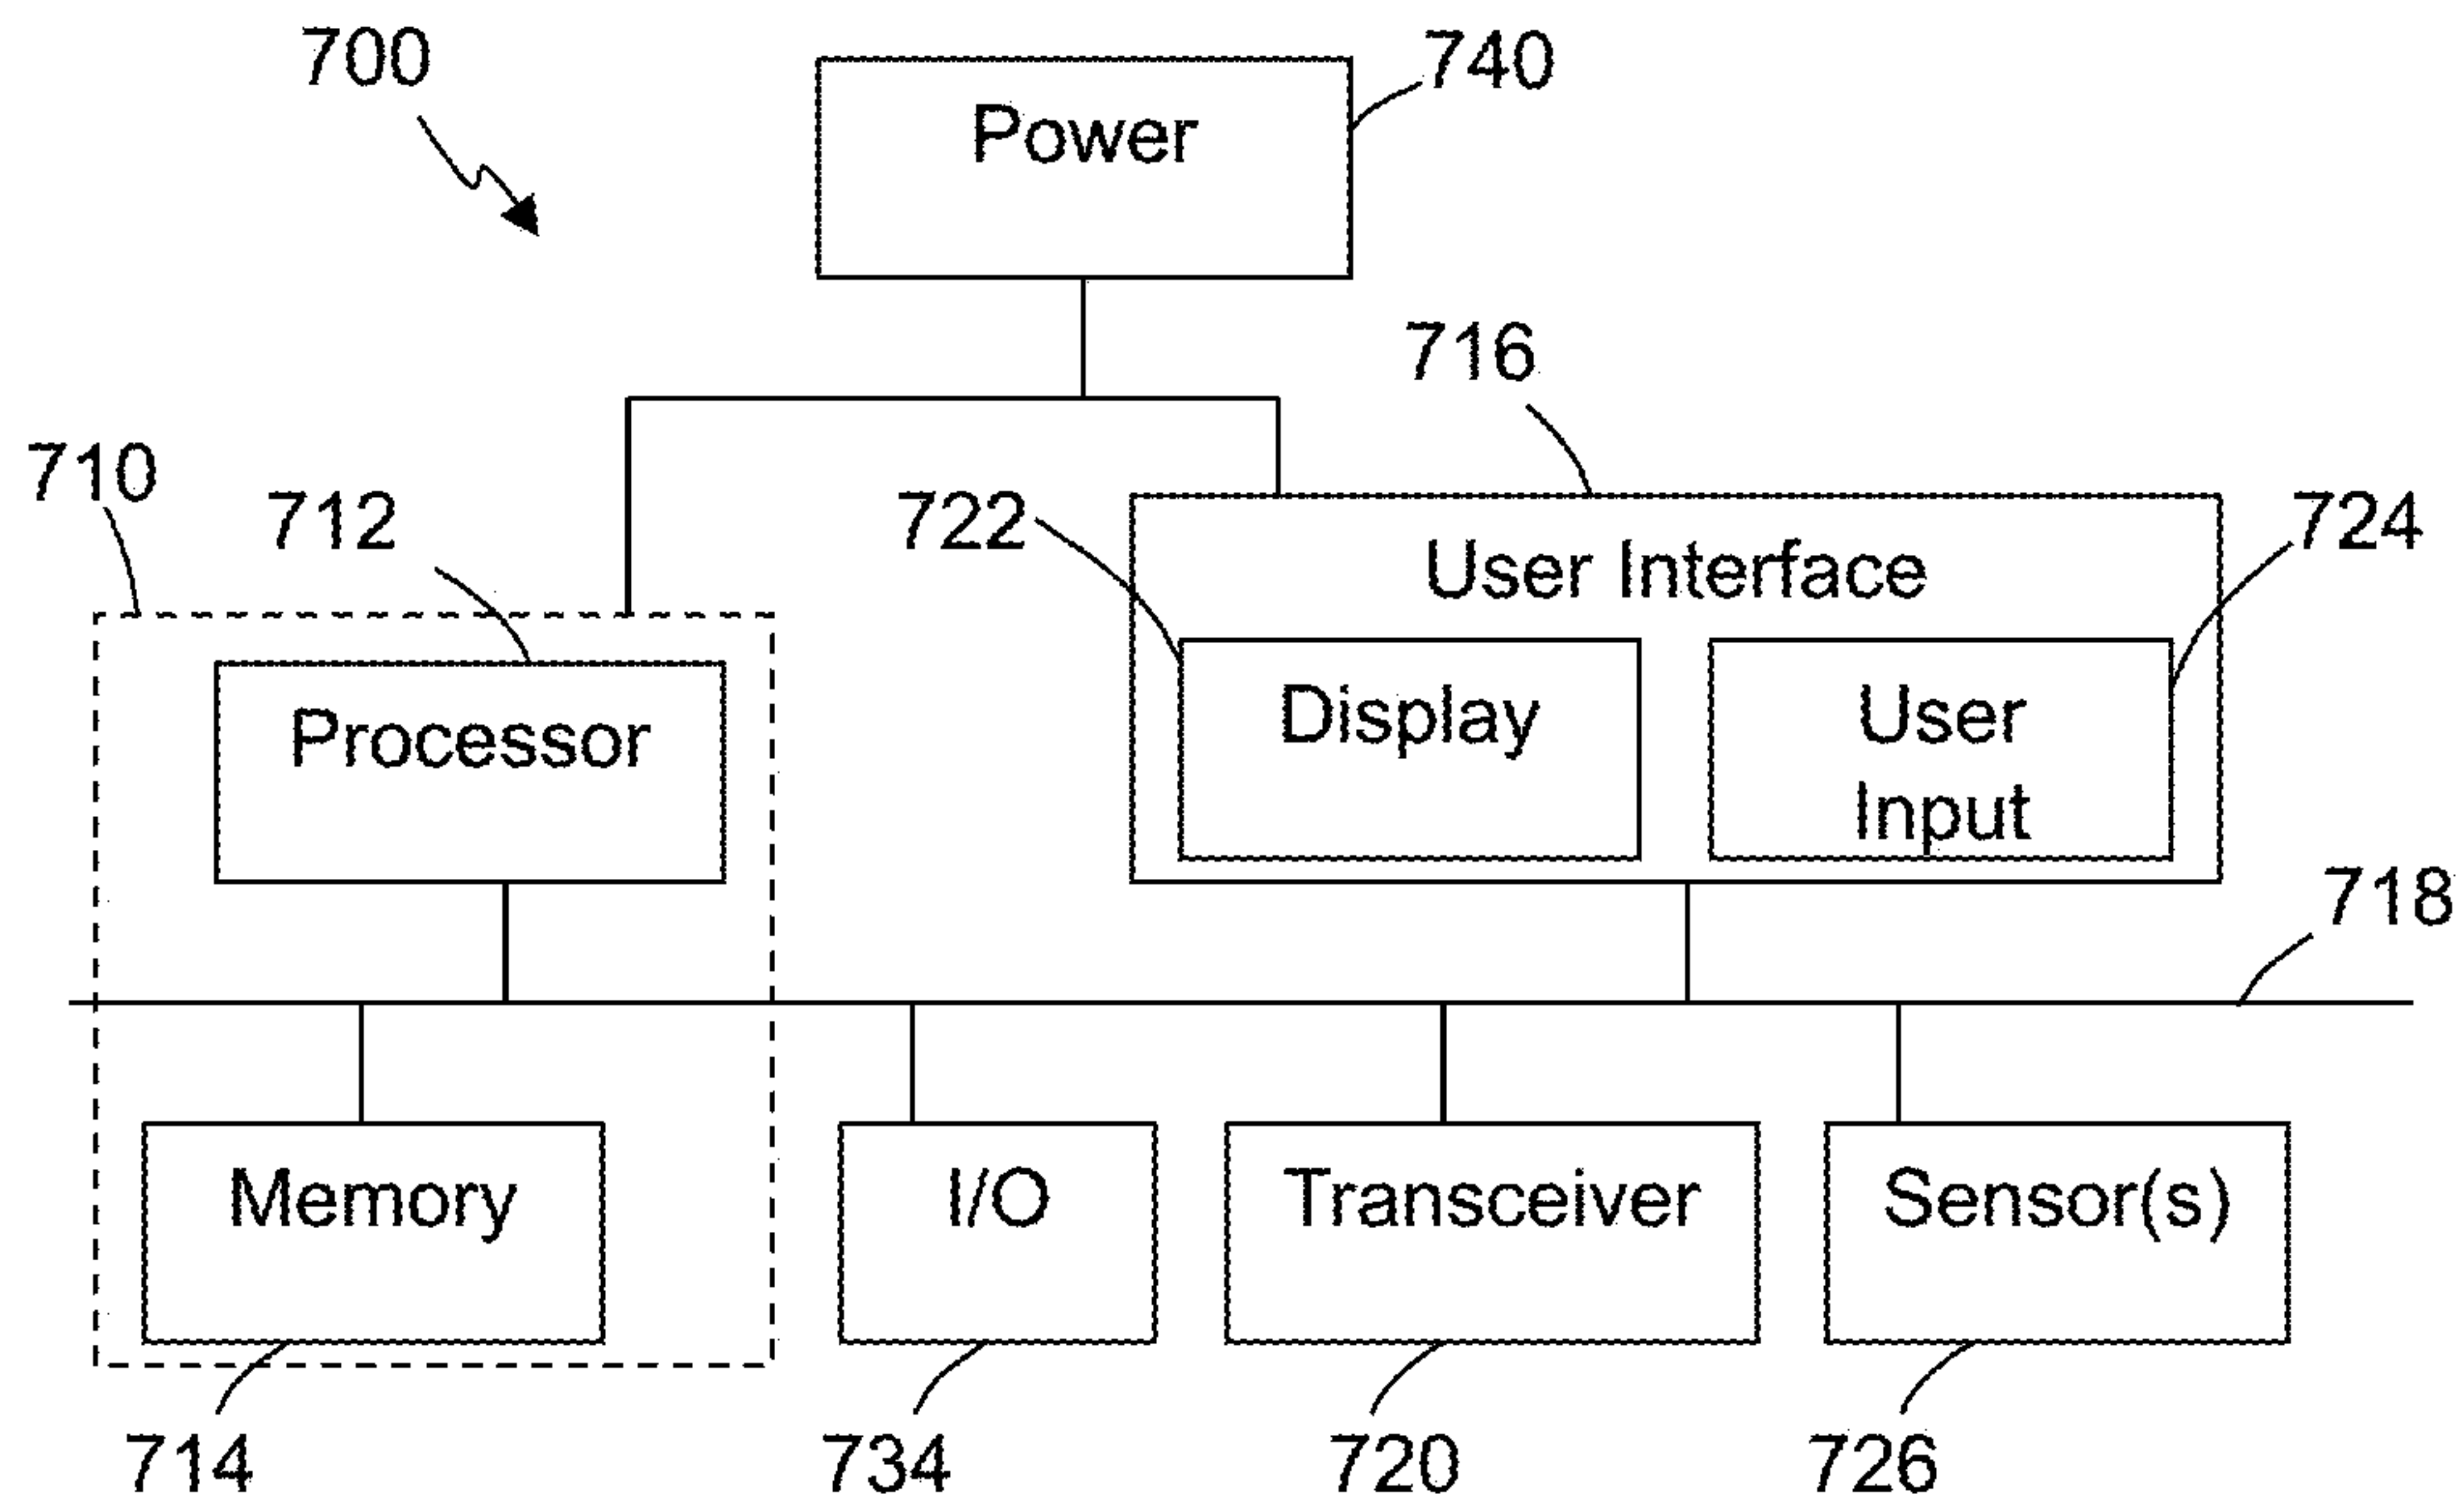 700
740
Power
716
710
712
722
724
User Interface
Processor
Display
User
Input
718
Memory
I/O
Transceiver
Sensor(s)
714
734
720
726